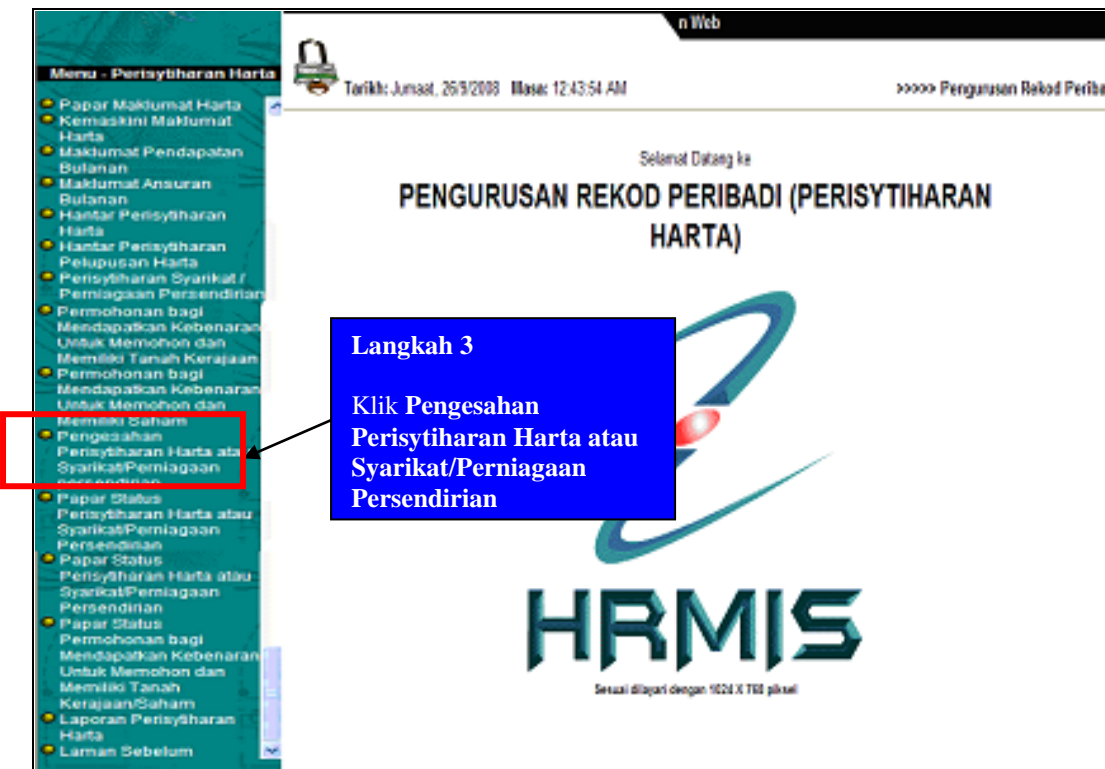 n Web
Menu - Perisytiharan Harta
Tarikh: Jumaat, 26/9/2008 Masa: 12:43:54 AM
>>>>> Pengurusan Rekod Periba
Papar Maklumat Harta
Kemaskini Maklumat
Harta
Maklumat Pendapatan
Bulanan
Maklumat Ansuran
Bulanan
Hantar Perisytiharan
Harta
Hantar Perisytiharan
Pelupusan Harta
Perisytiharan Syarikat /
Perniagaan Persendirian
Permohonan bagi
Mendapatkan Kebenaran
Untuk Memohon dan
Memiliki Tanah Kerajaan
Permohonan bagi
Mendapatkan Kebenaran
Untuk Memohon dan
Memiliki Saham
Pengesahan
Perisytiharan Harta atau
Syarikat/Perniagaan
persendirian
Papar Status
Perisytiharan Harta atau
Syarikat/Perniagaan
Persendirian
Papar Status
Perisytiharan Harta atau
Syarikat/Perniagaan
Persendirian
Papar Status
Permohonan bagi
Mendapatkan Kebenaran
Untuk Memohon dan
Memiliki Tanah
Kerajaan/Saham
Laporan Perisytiharan
Harta
Laman Sebelum
Selamat Datang ke
PENGURUSAN REKOD PERIBADI (PERISYTIHARAN
HARTA)
Langkah 3
Klik Pengesahan
Perisytiharan Harta atau
Syarikat/Perniagaan
Persendirian
HRMIS
Sesuai dilayari dengan 1024 X 768 piksel